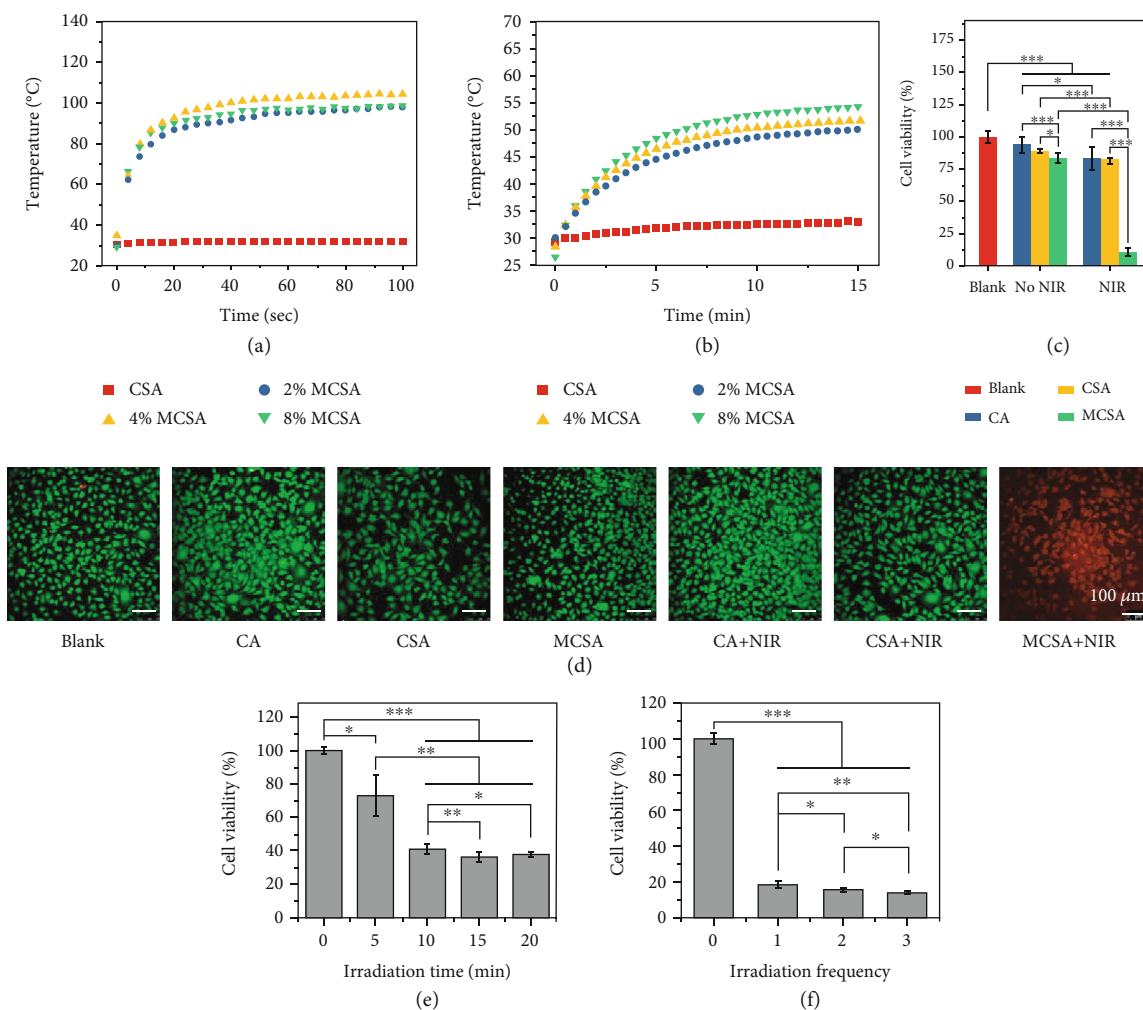 140
120
100
80
60
40
20
Temperature (°C)
0 20 40 60 80 100
Time (sec)
(a)
CSA 2% MCSA
4% MCSA 8% MCSA
70
65
60
55
50
45
40
35
30
25
Temperature (°C)
0 5 10 15
Time (min)
(b)
CSA 2% MCSA
4% MCSA 8% MCSA
175
150
125
100
75
50
25
0
Cell viability (%)
***
*
***
***
*** ***
* ***
Blank No NIR NIR
(c)
Blank CSA
CA MCSA
100 μm
Blank CA CSA MCSA CA+NIR CSA+NIR MCSA+NIR
(d)
120
100
80
60
40
20
0
Cell viability (%)
***
*
**
*
**
0 5 10 15 20
Irradiation time (min)
(e)
120
100
80
60
40
20
0
Cell viability (%)
***
**
*
*
0 1 2 3
Irradiation frequency
(f)